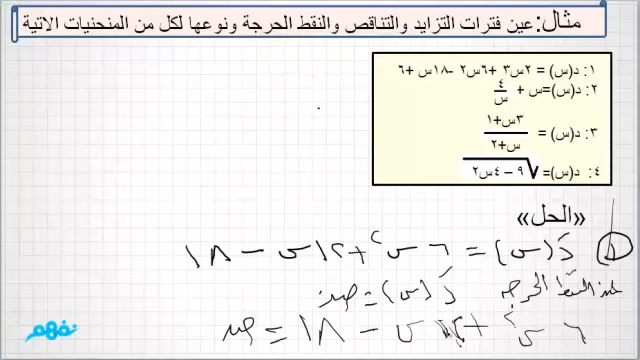 مثال: عين فترات التزايد والتناقص والنقط الحرجة ونوعها لكل من المنحنيات الاتية
١: د(س) = ٢س٣ +٦س٢ -١٨س +٦
٢: د(س)=س + ٤/س
٣: د(س) = ٣س+١/س+٢
٤: د(س)= √٩ – ٤س٢
«الحل»
١ دَ(س) = ٦س٢ + ١٢س – ١٨
عند النقط الحرجه دَ(س) = صفر
٦س٢ + ١٢س – ١٨ = صفر
نفهم